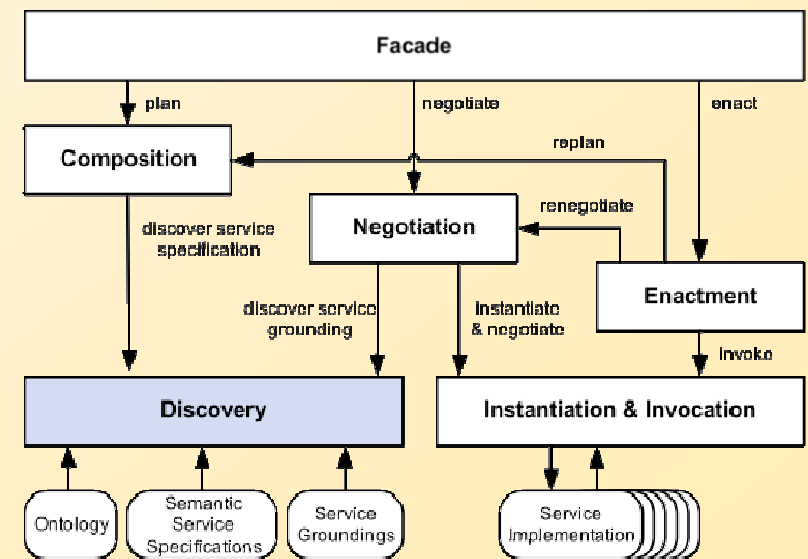 Facade
plan
negotiate
enact
Composition
replan
Negotiation
renegotiate
discover service
specification
Enactment
discover service
grounding
instantiate
& negotiate
invoke
Discovery
Instantiation & Invocation
Ontology
Semantic
Service
Specifications
Service
Groundings
Service
Implementation